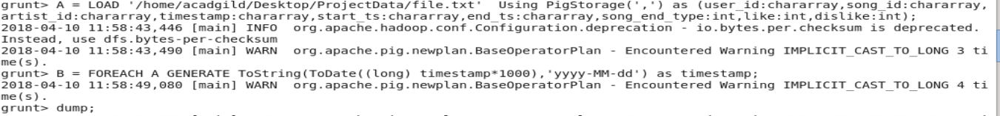 grunt> A = LOAD '/home/acadgild/Desktop/ProjectData/file.txt'  Using PigStorage(',') as (user_id:chararray,song_id:chararray,
artist_id:chararray,timestamp:chararray,start_ts:chararray,end_ts:chararray,song_end_type:int,like:int,dislike:int);
2018-04-10 11:58:43,446 [main] INFO  org.apache.hadoop.conf.Configuration.deprecation - io.bytes.per.checksum is deprecated.
Instead, use dfs.bytes-per-checksum
2018-04-10 11:58:43,490 [main] WARN  org.apache.pig.newplan.BaseOperatorPlan - Encountered Warning IMPLICIT_CAST_TO_LONG 3 ti
me(s).
grunt> B = FOREACH A GENERATE ToString(ToDate((long) timestamp*1000),'yyyy-MM-dd') as timestamp;
2018-04-10 11:58:49,080 [main] WARN  org.apache.pig.newplan.BaseOperatorPlan - Encountered Warning IMPLICIT_CAST_TO_LONG 4 ti
me(s).
grunt> dump;